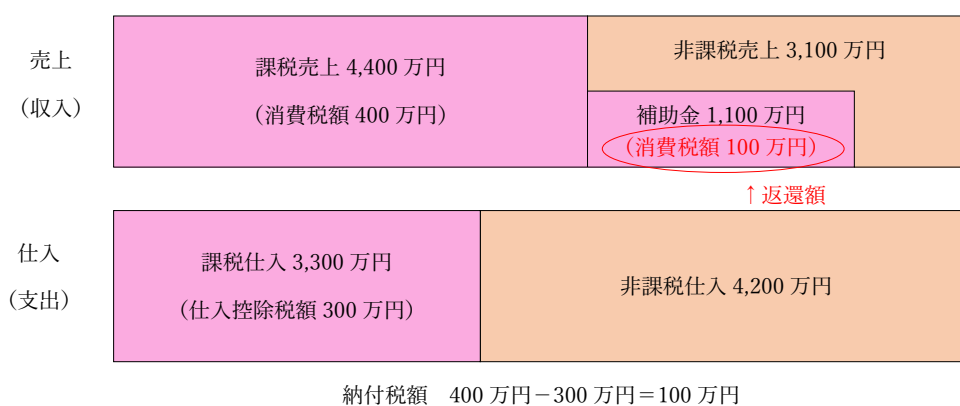 売上
（収入）
課税売上 4,400 万円
（消費税額 400 万円）
非課税売上 3,100 万円
補助金 1,100 万円
（消費税額 100 万円）
↑返還額
仕入
（支出）
課税仕入 3,300 万円
（仕入控除税額 300 万円）
非課税仕入 4,200 万円
納付税額　400 万円－300 万円＝100 万円